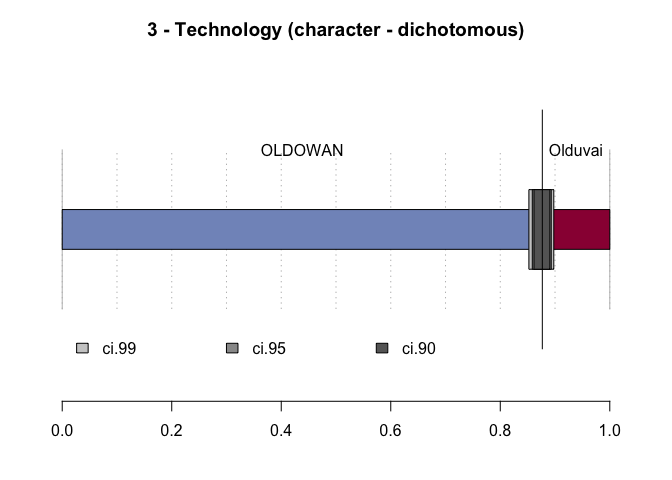 3 - Technology (character - dichotomous)
OLDOWAN Olduvai
ci.99 ci.95 ci.90
0.0 0.2 0.4 0.6 0.8 1.0